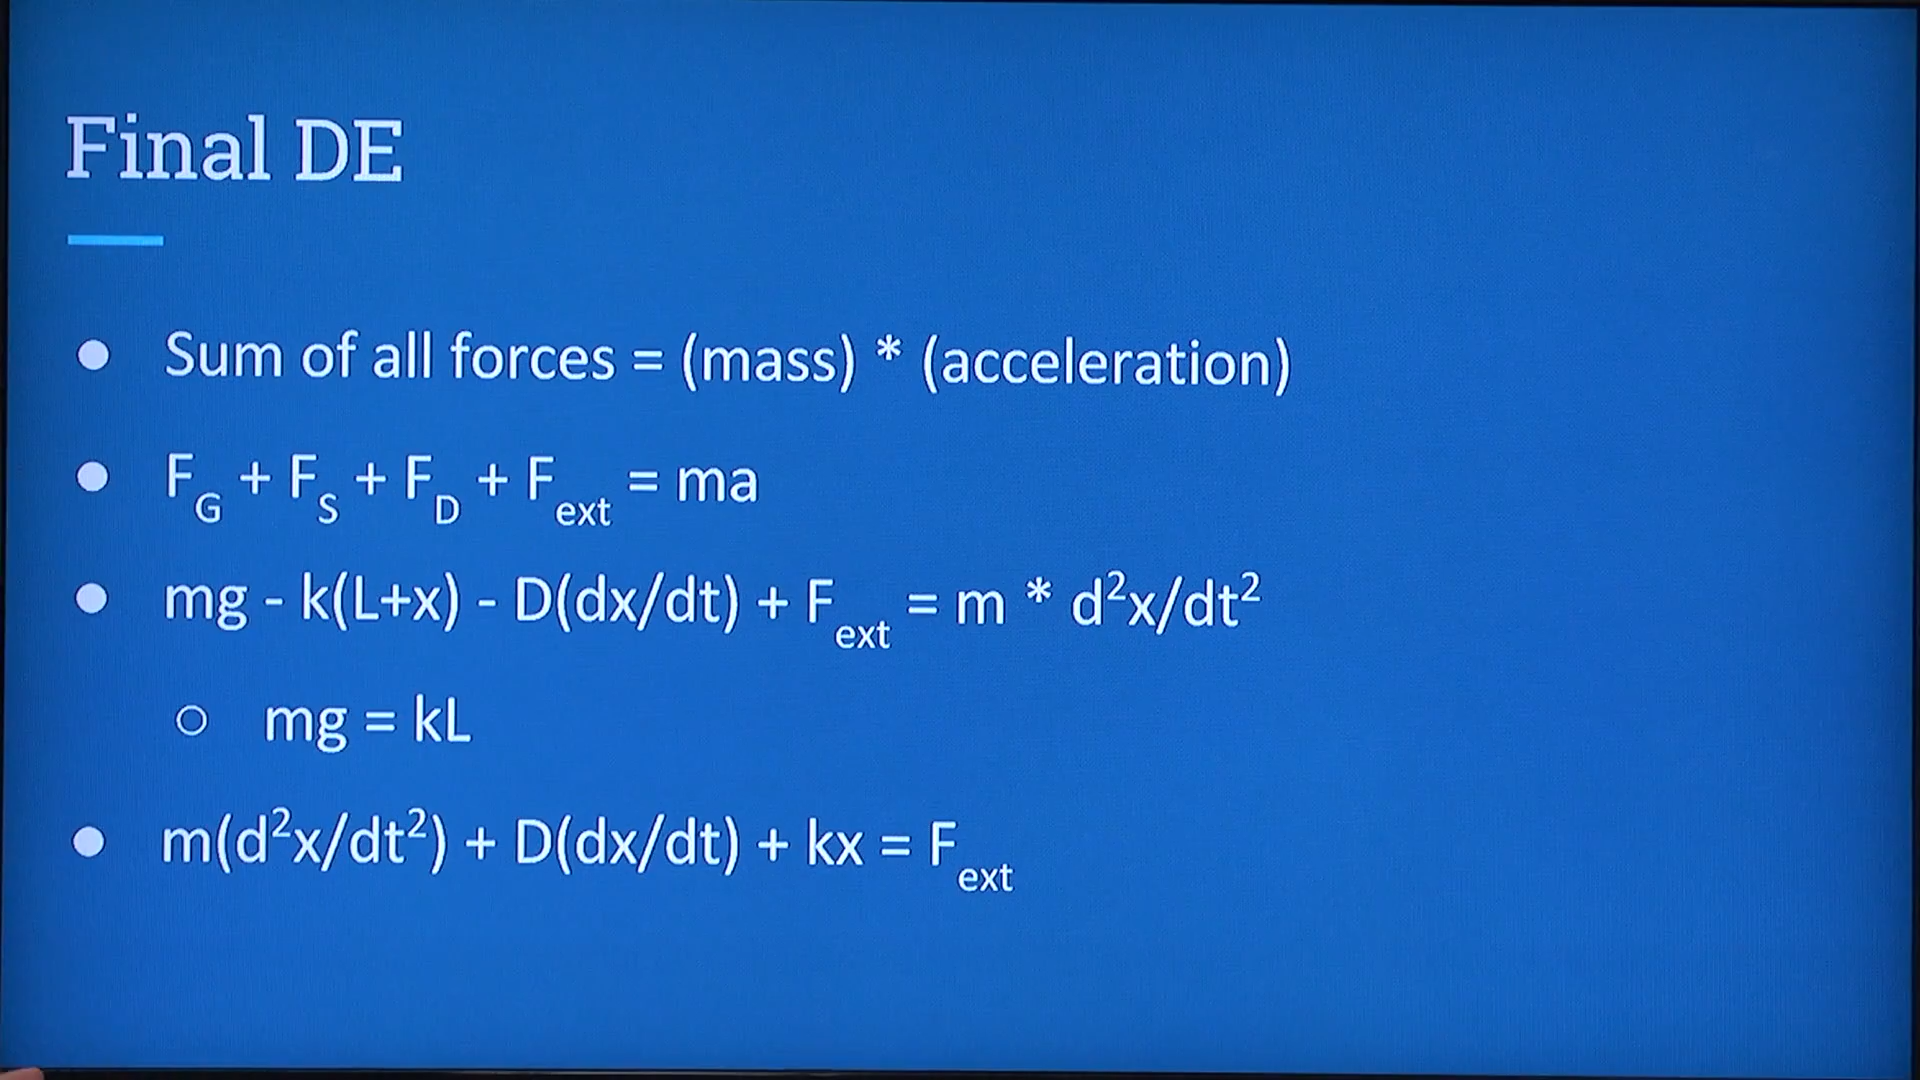 Final DE
● Sum of all forces = (mass) * (acceleration)
● F_G + F_S + F_D + F_ext = ma
● mg - k(L+x) - D(dx/dt) + F_ext = m * d²x/dt²
○ mg = kL
● m(d²x/dt²) + D(dx/dt) + kx = F_ext